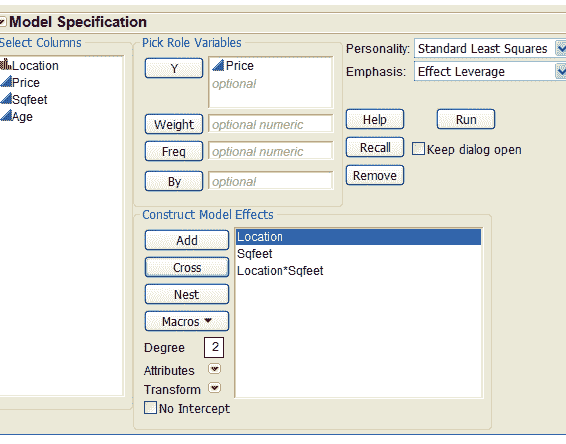 Model Specification
Select Columns
Location
Price
Sqfeet
Age
Pick Role Variables
Y
Price
optional
Weight
optional numeric
Freq
optional numeric
By
optional
Personality:
Standard Least Squares
Emphasis:
Effect Leverage
Help
Run
Recall
Keep dialog open
Remove
Construct Model Effects
Add
Cross
Nest
Macros
Degree
2
Attributes
Transform
No Intercept
Location
Sqfeet
Location*Sqfeet